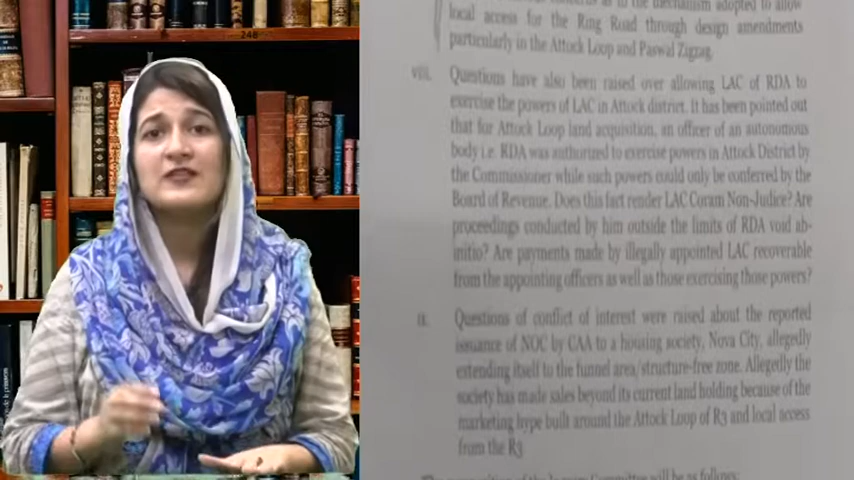 248
local access for the Ring Road through design amendments
particularly in the Attock Loop and Paswal Zigzag.
viii. Questions have also been raised over allowing LAC of RDA to
exercise the powers of LAC in Attock district. It has been pointed out
that for Attock Loop land acquisition, an officer of an autonomous
body i.e. RDA was authorized to exercise powers in Attock District by
the Commissioner while such powers could only be conferred by the
Board of Revenue. Does this fact render LAC Coram Non-Judice? Are
proceedings conducted by him outside the limits of RDA void ab-
initio? Are payments made by illegally appointed LAC recoverable
from the appointing officers as well as those exercising those powers?
ix. Questions of conflict of interest were raised about the reported
issuance of NOC by CAA to a housing society, Nova City, allegedly
extending itself to the funnel area/structure-free zone. Allegedly the
society has made sales beyond its current land holding because of the
marketing hype built around the Attock Loop of R3 and local access
from the R3